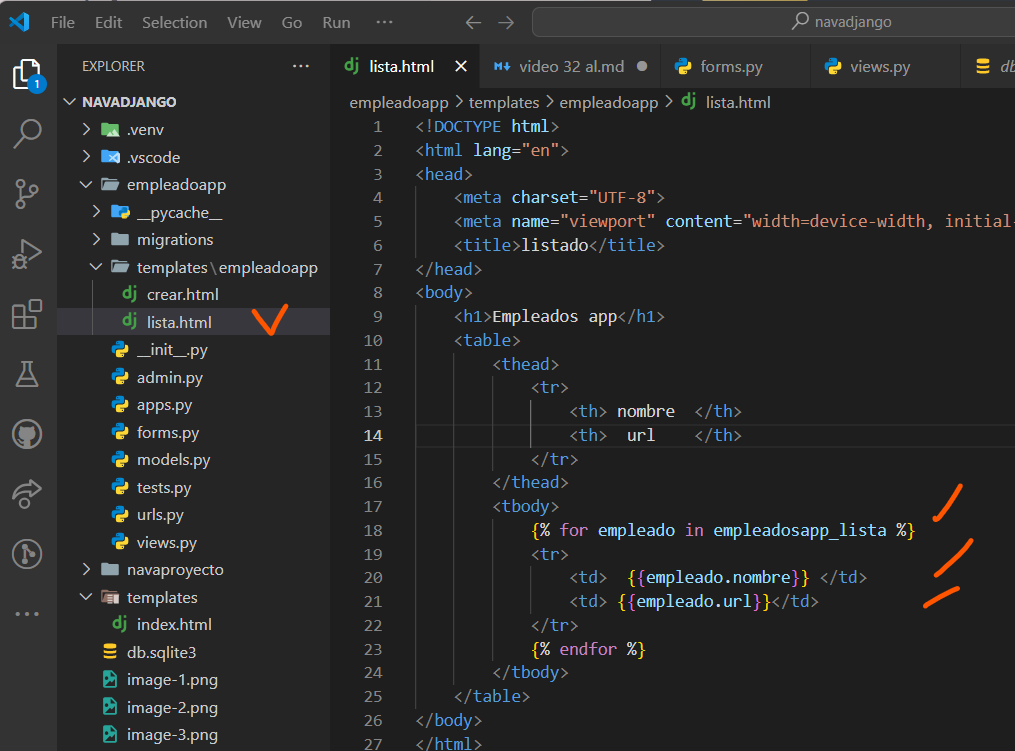 File Edit Selection View Go Run ··· navadjango
EXPLORER ···
1
NAVADJANGO
.venv
.vscode
empleadoapp
__pycache__
migrations
templates\empleadoapp
crear.html
lista.html
__init__.py
admin.py
apps.py
forms.py
models.py
tests.py
urls.py
views.py
navaproyecto
templates
index.html
db.sqlite3
image-1.png
image-2.png
image-3.png
dj lista.html video 32 al.md forms.py views.py
empleadoapp > templates > empleadoapp > dj lista.html
1 <!DOCTYPE html>
2 <html lang="en">
3 <head>
4 <meta charset="UTF-8">
5 <meta name="viewport" content="width=device-width, initial-
6 <title>listado</title>
7 </head>
8 <body>
9 <h1>Empleados app</h1>
10 <table>
11 <thead>
12 <tr>
13 <th> nombre </th>
14 <th> url </th>
15 </tr>
16 </thead>
17 <tbody>
18 {% for empleado in empleadosapp_lista %}
19 <tr>
20 <td> {{empleado.nombre}} </td>
21 <td> {{empleado.url}}</td>
22 </tr>
23 {% endfor %}
24 </tbody>
25 </table>
26 </body>
27 </html>